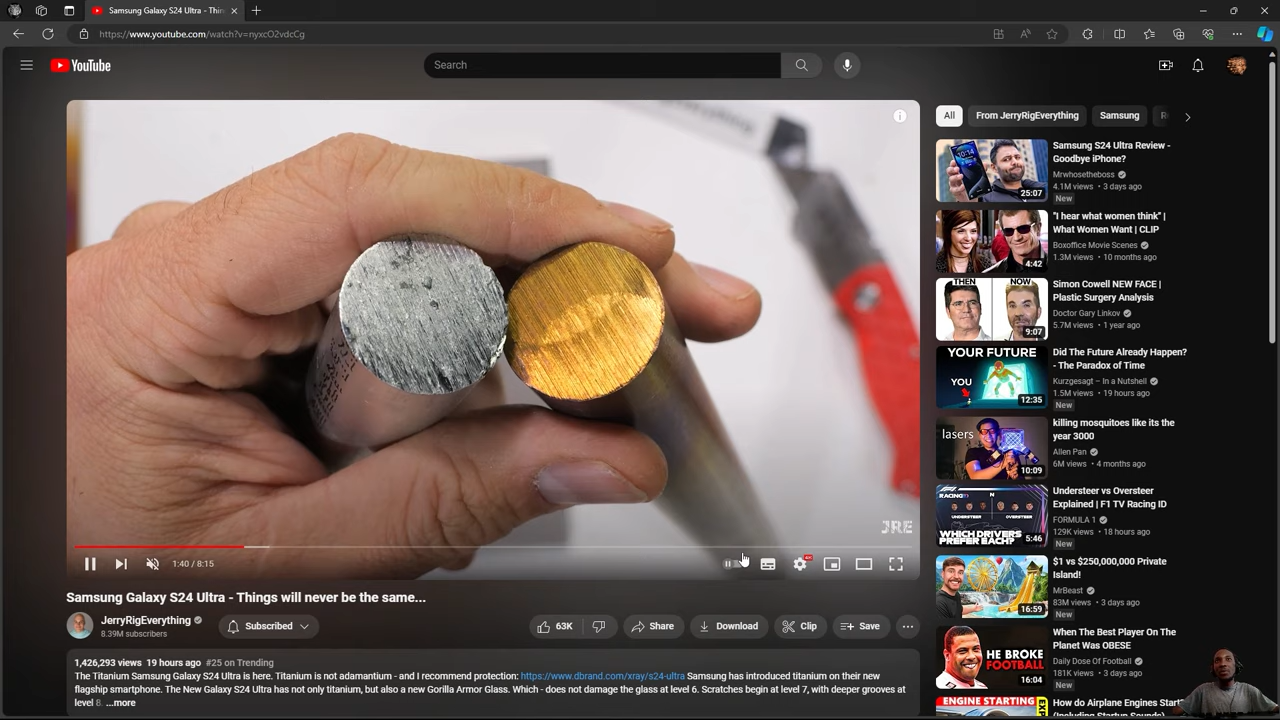 Samsung Galaxy S24 Ultra - Thin
https://www.youtube.com/watch?v=nyxcO2vdcCg
YouTube
Search
JRE
1:40 / 8:15
Samsung Galaxy S24 Ultra - Things will never be the same...
JerryRigEverything
8.39M subscribers
Subscribed
63K
Share
Download
Clip
Save
1,426,293 views 19 hours ago #25 on Trending
The Titanium Samsung Galaxy S24 Ultra is here. Titanium is not adamantium - and I recommend protection: https://www.dbrand.com/xray/s24-ultra Samsung has introduced titanium on their new
flagship smartphone. The New Galaxy S24 Ultra has not only titanium, but also a new Gorilla Armor Glass. Which - does not damage the glass at level 6. Scratches begin at level 7, with deeper grooves at
level 8. ...more
All
From JerryRigEverything
Samsung
25:07
Samsung S24 Ultra Review -
Goodbye iPhone?
Mrwhosetheboss
4.1M views • 3 days ago
New
4:42
"I hear what women think" |
What Women Want | CLIP
Boxoffice Movie Scenes
1.3M views • 10 months ago
THEN
NOW
9:07
Simon Cowell NEW FACE |
Plastic Surgery Analysis
Doctor Gary Linkov
5.7M views • 1 year ago
YOUR FUTURE
YOU
12:35
Did The Future Already Happen?
- The Paradox of Time
Kurzgesagt – In a Nutshell
1.5M views • 19 hours ago
New
lasers
10:09
killing mosquitoes like its the
year 3000
Allen Pan
6M views • 4 months ago
RACING
UNDERSTEER
OVERSTEER
WHICH DRIVERS
PREFER EACH?
5:46
Understeer vs Oversteer
Explained | F1 TV Racing ID
FORMULA 1
129K views • 18 hours ago
New
16:59
$1 vs $250,000,000 Private
Island!
MrBeast
83M views • 3 days ago
HE BROKE
FOOTBALL
16:04
When The Best Player On The
Planet Was OBESE
Daily Dose Of Football
181K views • 3 days ago
New
ENGINE STARTING
How do Airplane Engines Start?
(Including Startup Sounds)